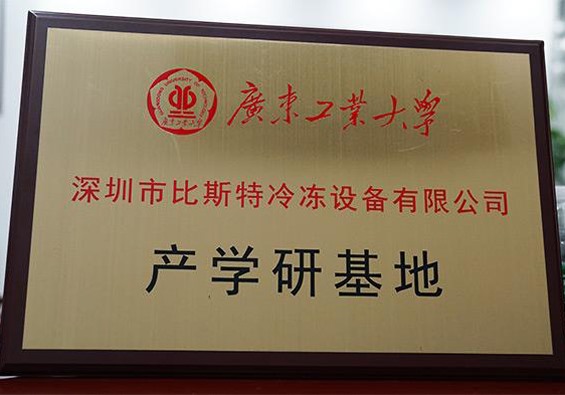 廣東工業大學
深圳市比斯特冷冻设备有限公司
产学研基地